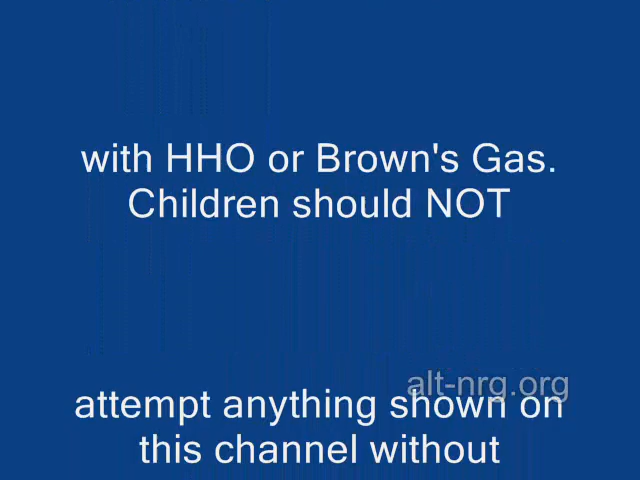 with HHO or Brown's Gas.
Children should NOT
alt-nrg.org
attempt anything shown on
this channel without